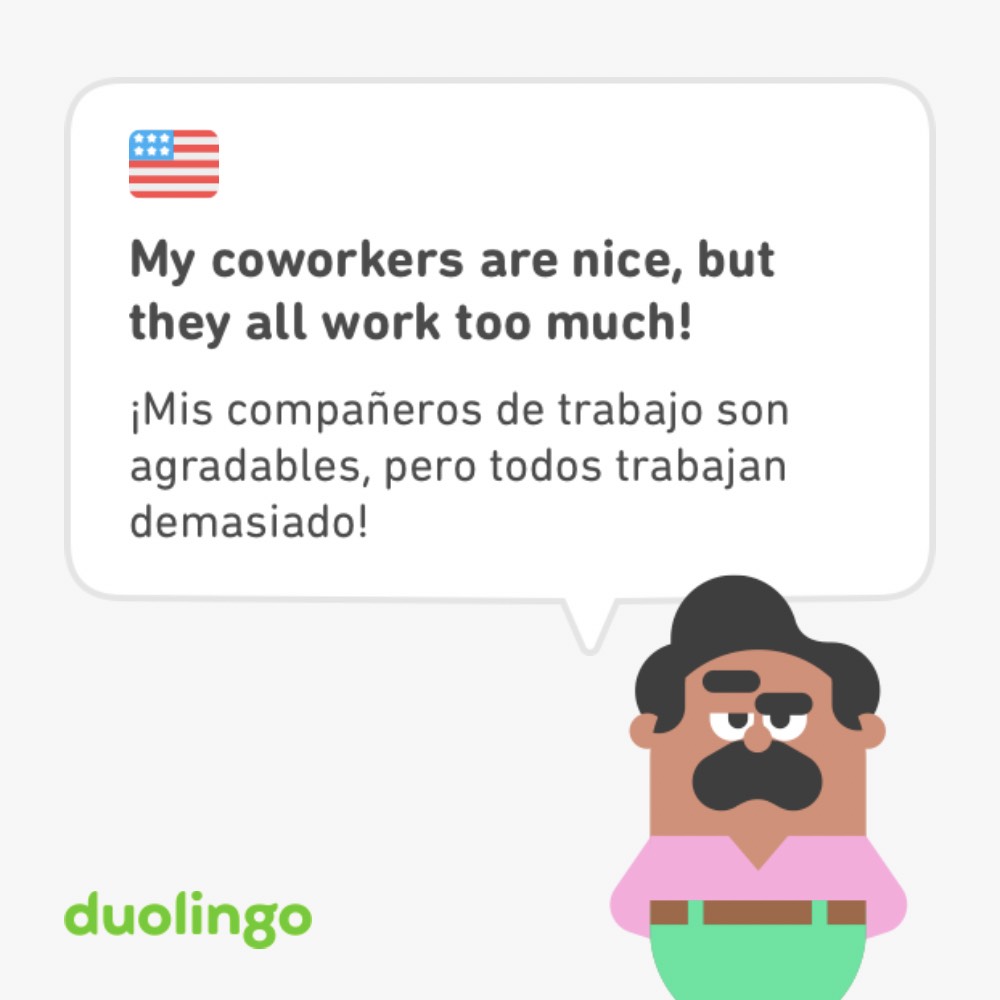 My coworkers are nice, but
they all work too much!
¡Mis compañeros de trabajo son
agradables, pero todos trabajan
demasiado!
duolingo